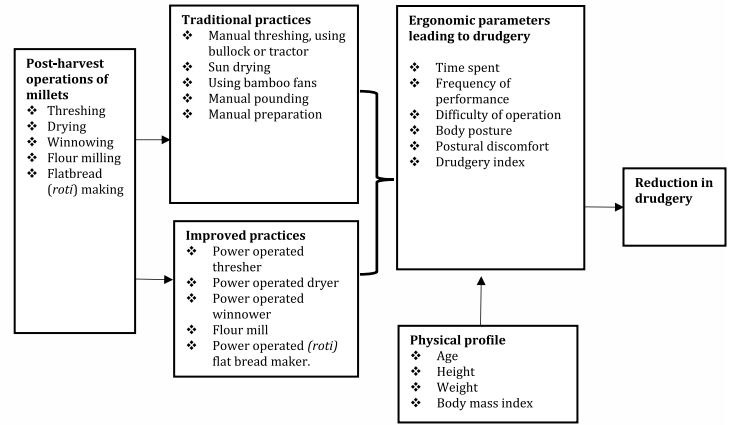 Post-harvest
operations of
millets
❖ Threshing
❖ Drying
❖ Winnowing
❖ Flour milling
❖ Flatbread
(roti) making
Traditional practices
❖ Manual threshing, using
bullock or tractor
❖ Sun drying
❖ Using bamboo fans
❖ Manual pounding
❖ Manual preparation
Improved practices
❖ Power operated
thresher
❖ Power operated dryer
❖ Power operated
winnower
❖ Flour mill
❖ Power operated (roti)
flat bread maker.
Ergonomic parameters
leading to drudgery
❖ Time spent
❖ Frequency of
performance
❖ Difficulty of operation
❖ Body posture
❖ Postural discomfort
❖ Drudgery index
Physical profile
❖ Age
❖ Height
❖ Weight
❖ Body mass index
Reduction in
drudgery